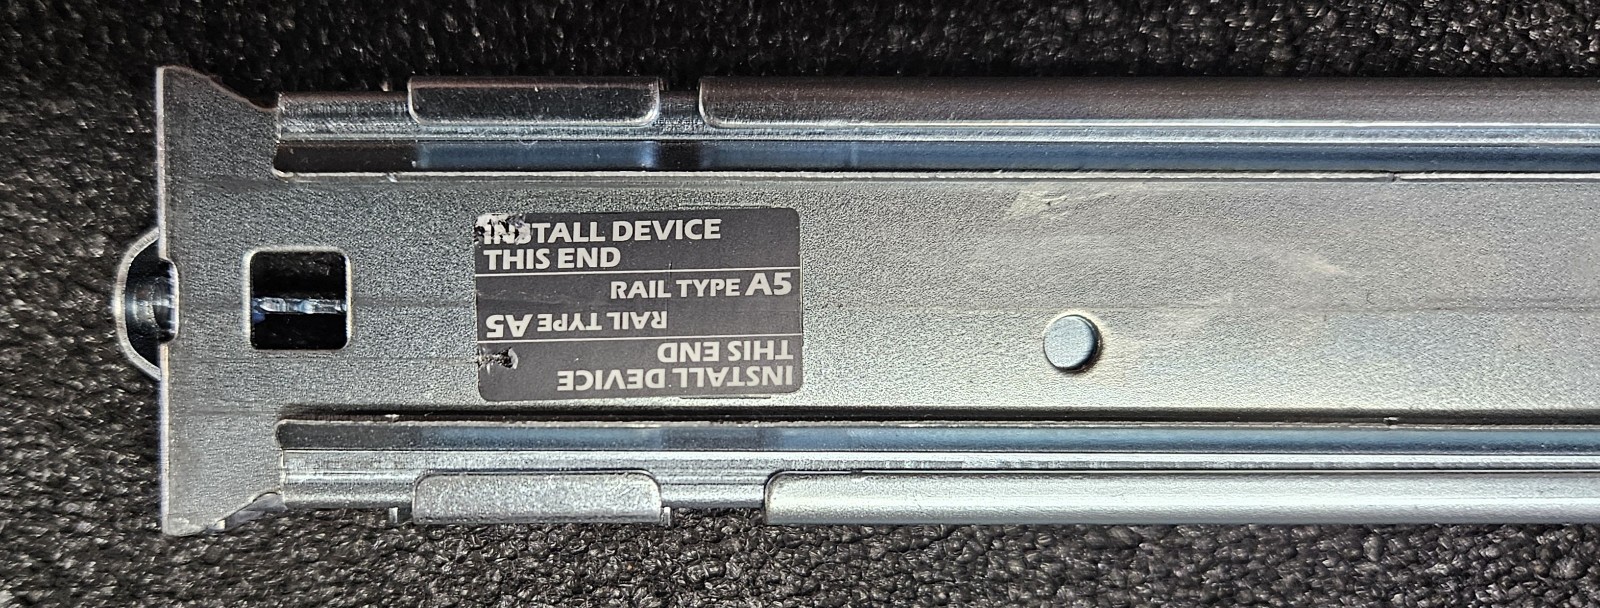 INSTALL DEVICE
THIS END
RAIL TYPE A5
RAIL TYPE A5
THIS END
INSTALL DEVICE